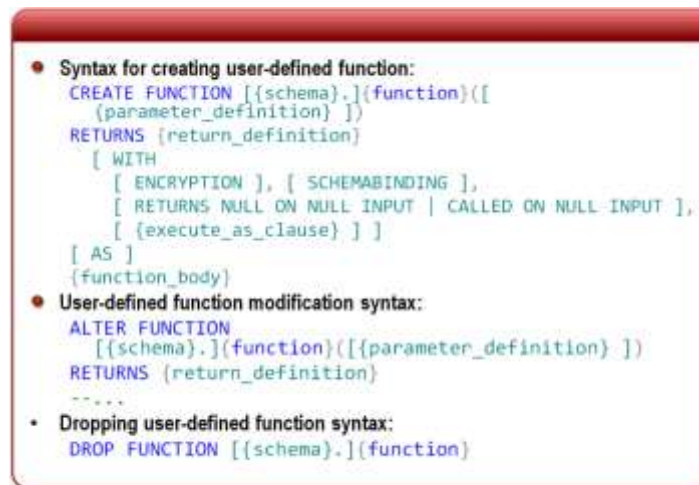 Syntax for creating user-defined function:
CREATE FUNCTION [{schema}.]{function}([
{parameter_definition} ])
RETURNS {return_definition}
[ WITH
[ ENCRYPTION ], [ SCHEMABINDING ],
[ RETURNS NULL ON NULL INPUT | CALLED ON NULL INPUT ],
[ {execute_as_clause} ] ]
[ AS ]
{function_body}
User-defined function modification syntax:
ALTER FUNCTION
[{schema}.]{function}([{parameter_definition} ])
RETURNS {return_definition}
--...
Dropping user-defined function syntax:
DROP FUNCTION [{schema}.]{function}